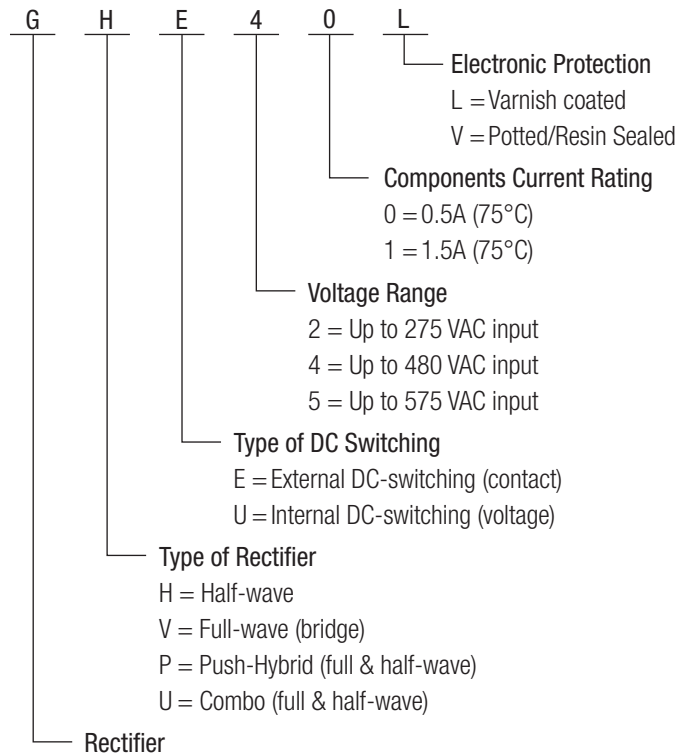 G H E 4 0 L
Electronic Protection
L = Varnish coated
V = Potted/Resin Sealed
Components Current Rating
0 = 0.5A (75°C)
1 = 1.5A (75°C)
Voltage Range
2 = Up to 275 VAC input
4 = Up to 480 VAC input
5 = Up to 575 VAC input
Type of DC Switching
E = External DC-switching (contact)
U = Internal DC-switching (voltage)
Type of Rectifier
H = Half-wave
V = Full-wave (bridge)
P = Push-Hybrid (full & half-wave)
U = Combo (full & half-wave)
Rectifier